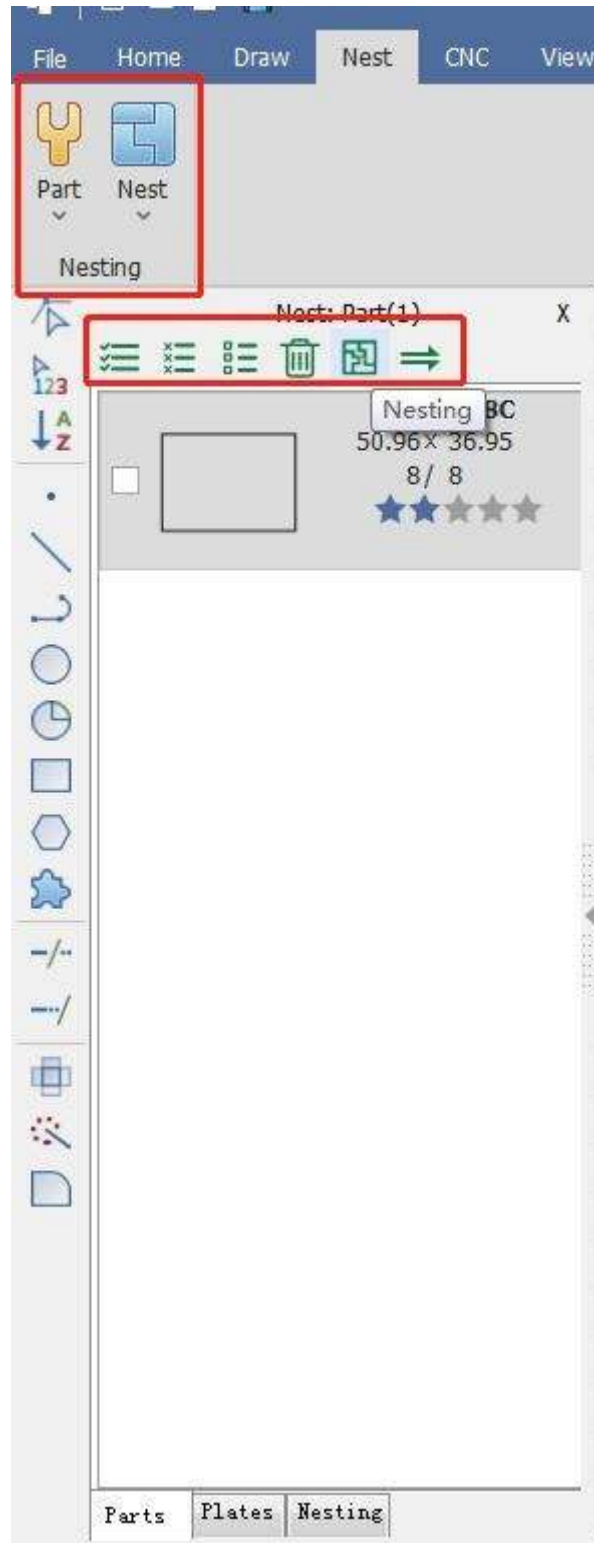 File Home Draw Nest CNC View
Part Nest
Nesting
Nest: Part(1) X
123
A
Z
Nesting BC
50.96× 36.95
8/ 8
Parts Plates Nesting